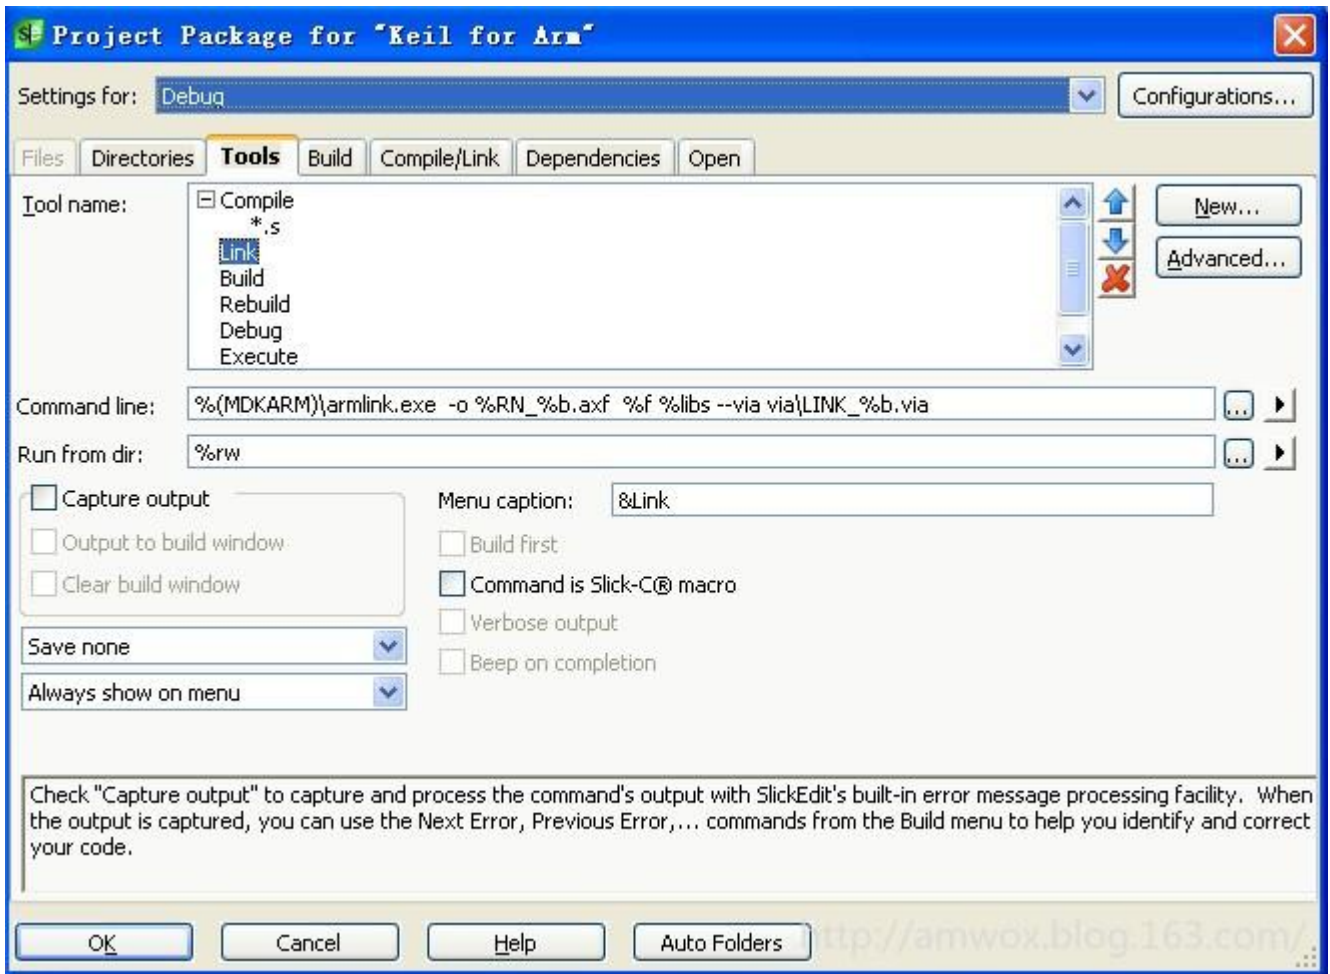 Project Package for "Keil for Arm"
Settings for: Debug Configurations...
Files Directories Tools Build Compile/Link Dependencies Open
Tool name: Compile New...
*.s
Link
Advanced...
Build
Rebuild
Debug
Execute
Command line: %(MDKARM)\armlink.exe -o %RN_%b.axf %f %libs --via via\LINK_%b.via ...
Run from dir: %rw ...
Capture output Menu caption: &Link
Output to build window Build first
Clear build window Command is Slick-C® macro
Verbose output
Save none
Beep on completion
Always show on menu
Check "Capture output" to capture and process the command's output with SlickEdit's built-in error message processing facility. When
the output is captured, you can use the Next Error, Previous Error,... commands from the Build menu to help you identify and correct
your code.
OK Cancel Help Auto Folders http://amwox.blog.163.com/